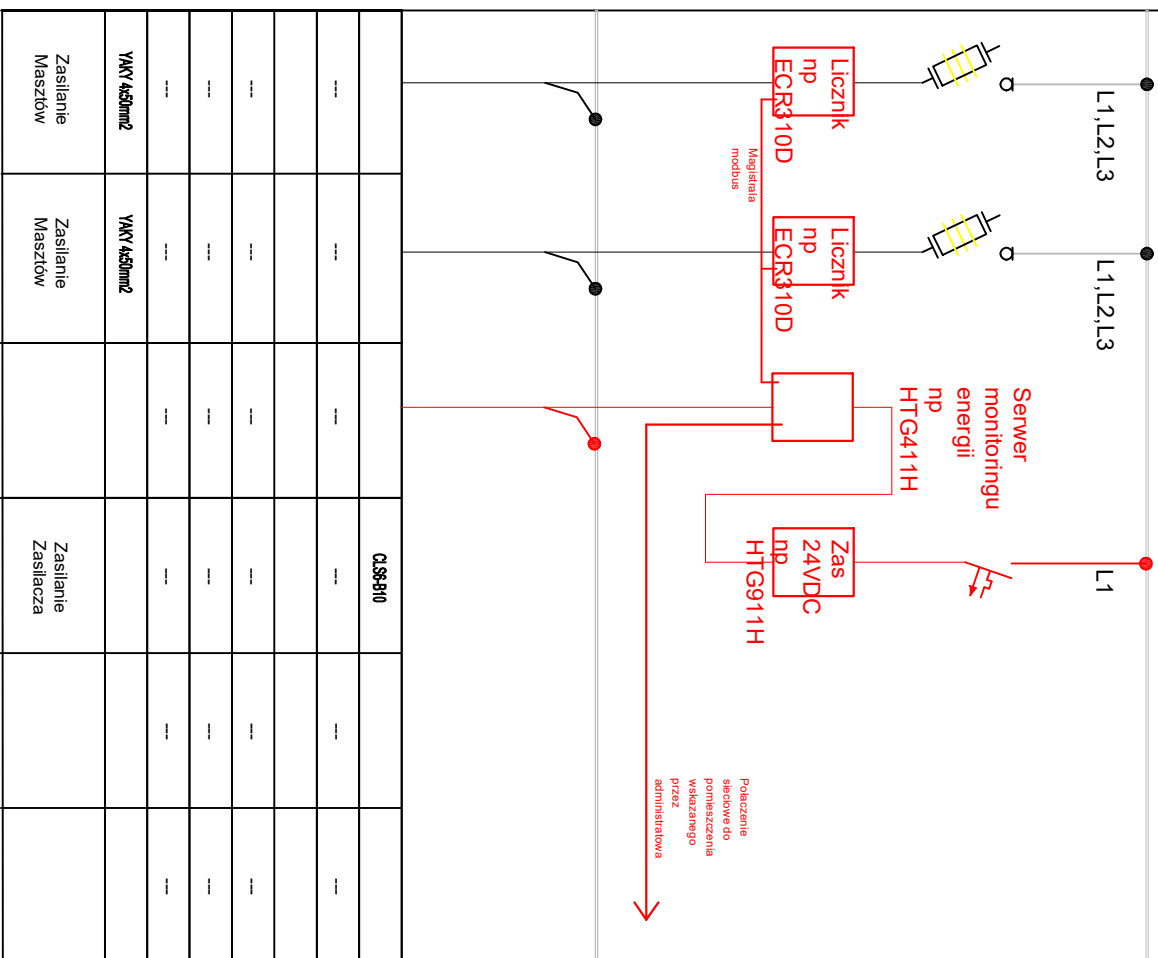 L1,L2,L3
L1,L2,L3
L1
Serwer
monitoringu
energii
np
HTG411H
Licznik
np
ECR310D
Licznik
np
ECR310D
Zas
24VDC
np
HTG911H
Magistrala
modbus
Połaczenie
sieciowe do
pomieszczenia
wskazanego
przez
administratowa
CLS6-B10
--- --- --- --- --- ---
--- --- --- --- --- ---
--- --- --- --- --- ---
--- --- --- --- --- ---
YAKY 4x50mm2
YAKY 4x50mm2
Zasilanie
Masztów
Zasilanie
Masztów
Zasilanie
Zasilacza